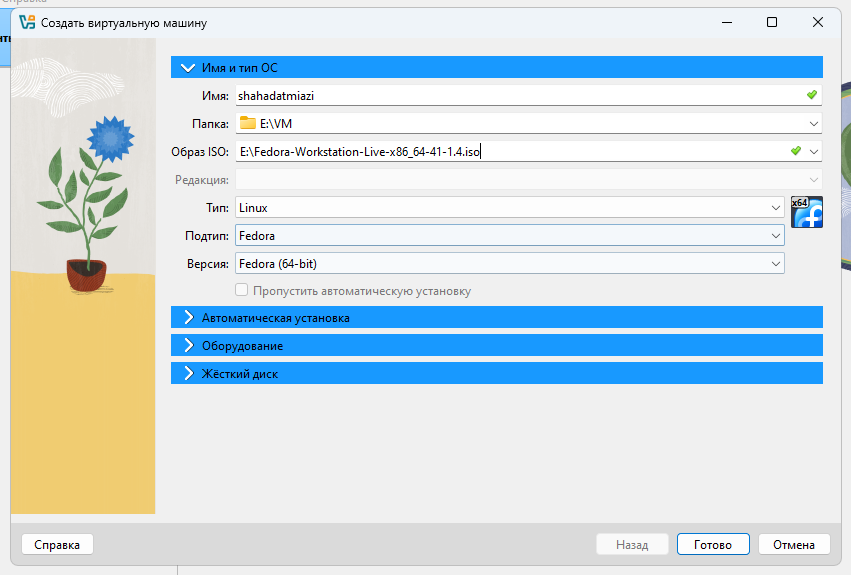 Справка
Создать виртуальную машину
Имя и тип ОС
Имя: shahadatmiazi
Папка: E:\VM
Образ ISO: E:\Fedora-Workstation-Live-x86_64-41-1.4.iso
Редакция:
Тип: Linux
x64
Подтип: Fedora
Версия: Fedora (64-bit)
Пропустить автоматическую установку
Автоматическая установка
Оборудование
Жёсткий диск
Справка
Назад
Готово
Отмена